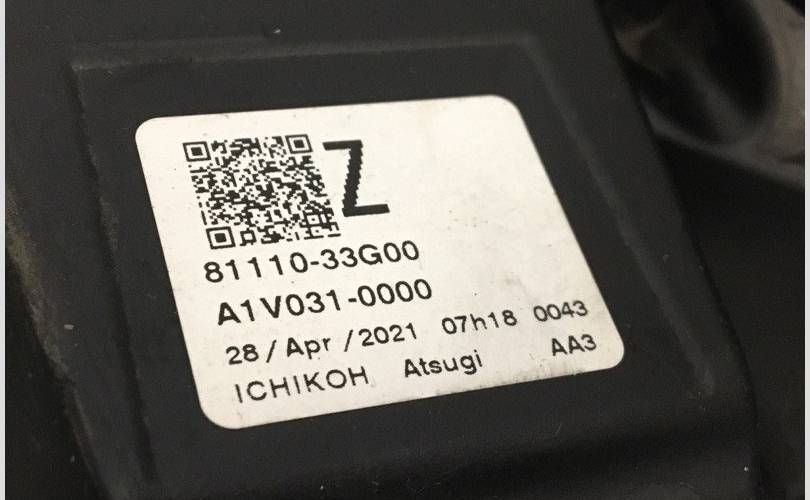 Z
81110-33G00
A1V031-0000
28 / Apr / 2021 07h18 0043
ICHIKOH Atsugi AA3